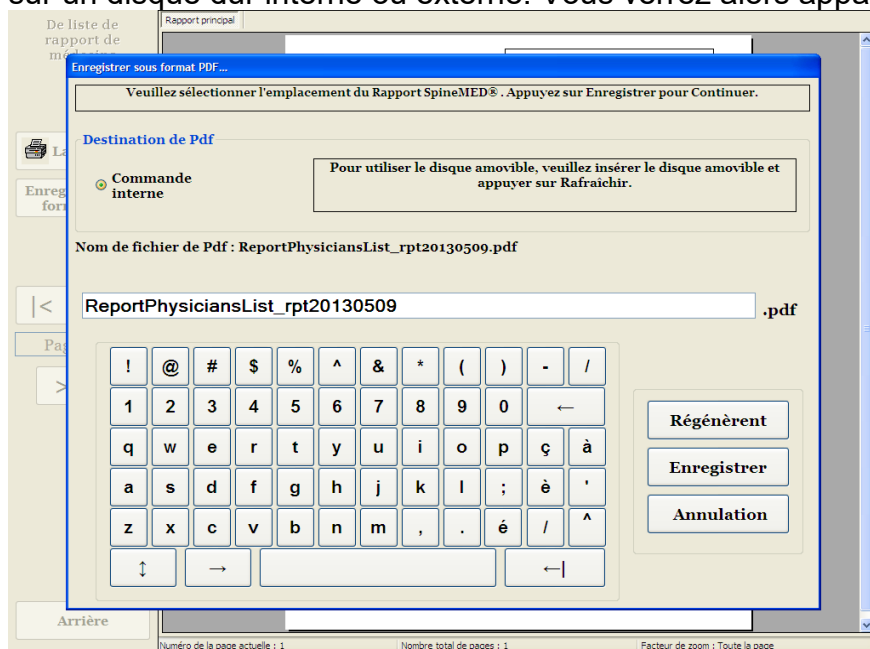 sur un disque dur interne ou externe. Vous verrez alors appa
De liste de
rapport de
Rapport principal
Enregistrer sous format PDF...
Veuillez sélectionner l'emplacement du Rapport SpineMED® . Appuyez sur Enregistrer pour Continuer.
Destination de Pdf
Commande
interne
Pour utiliser le disque amovible, veuillez insérer le disque amovible et
appuyer sur Rafraîchir.
Nom de fichier de Pdf : ReportPhysiciansList_rpt20130509.pdf
ReportPhysiciansList_rpt20130509 .pdf
|<
>
! @ # $ % ^ & * ( ) - /
1 2 3 4 5 6 7 8 9 0 ←
q w e r t y u i o p ç à
a s d f g h j k l ; è '
z x c v b n m , . é / ^
↕ → ←|
Régénèrent
Enregistrer
Annulation
Arrière
Numéro de la page actuelle : 1 Nombre total de pages : 1 Facteur de zoom : Toute la page